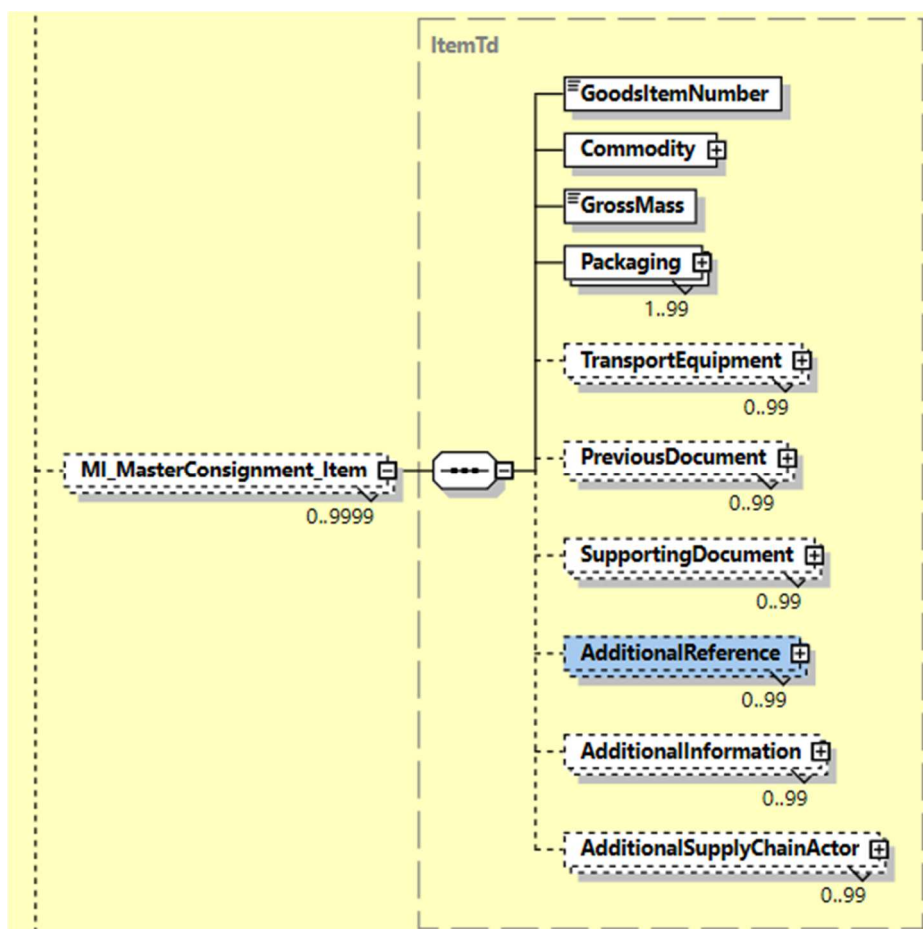 ItemTd
GoodsItemNumber
Commodity
GrossMass
Packaging
1..99
TransportEquipment
0..99
PreviousDocument
0..99
MI_MasterConsignment_Item
0..9999
SupportingDocument
0..99
AdditionalReference
0..99
AdditionalInformation
0..99
AdditionalSupplyChainActor
0..99